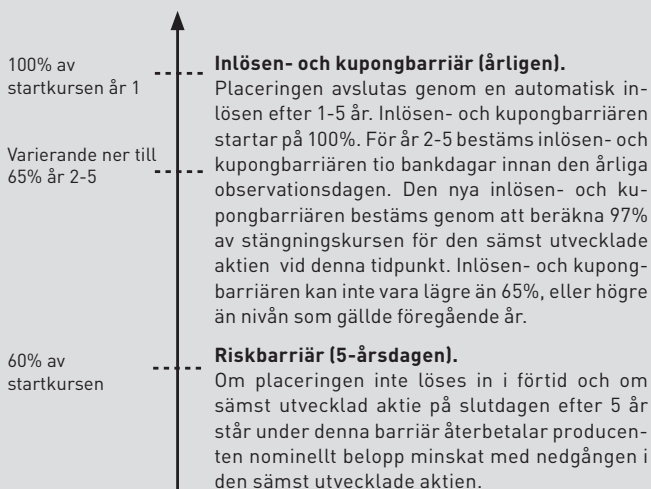 100% av
startkursen år 1
Inlösen- och kupongbarriär (årligen).
Placeringen avslutas genom en automatisk in-
lösen efter 1-5 år. Inlösen- och kupongbarriären
startar på 100%. För år 2-5 bestäms inlösen- och
kupongbarriären tio bankdagar innan den årliga
observationsdagen. Den nya inlösen- och ku-
pongbarriären bestäms genom att beräkna 97%
av stängningskursen för den sämst utvecklade
aktien vid denna tidpunkt. Inlösen- och kupong-
barriären kan inte vara lägre än 65%, eller högre
än nivån som gällde föregående år.
Varierande ner till
65% år 2-5
60% av
startkursen
Riskbarriär (5-årsdagen).
Om placeringen inte löses in i förtid och om
sämst utvecklad aktie på slutdagen efter 5 år
står under denna barriär återbetalar producen-
ten nominellt belopp minskat med nedgången i
den sämst utvecklade aktien.